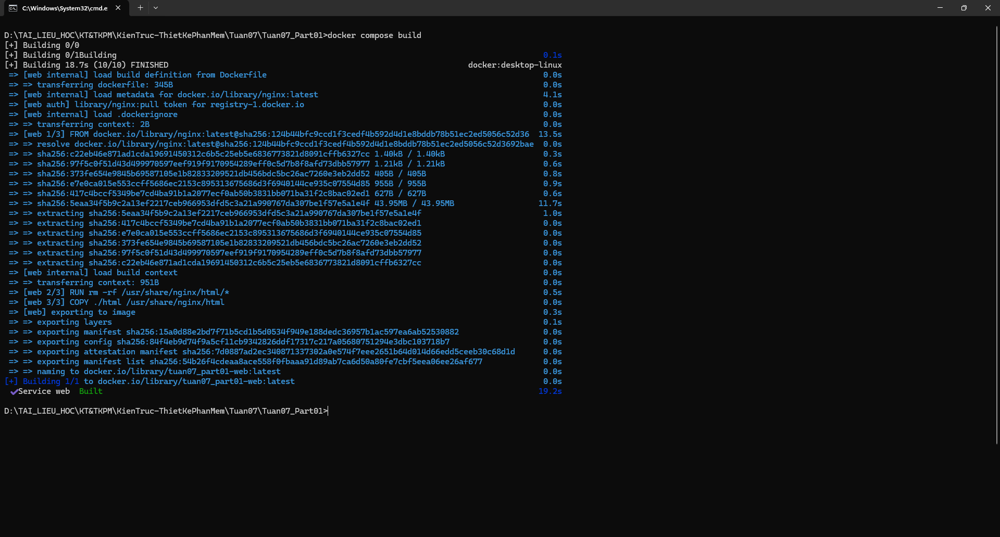 C:\Windows\System32\cmd.e
D:\TAI_LIEU_HOC\KT&TKPM\KienTruc-ThietKePhanMem\Tuan07\Tuan07_Part01>docker compose build
[+] Building 0/0
[+] Building 0/1Building 0.1s
[+] Building 18.7s (10/10) FINISHED docker:desktop-linux
=> [web internal] load build definition from Dockerfile 0.0s
=> => transferring dockerfile: 345B 0.0s
=> [web internal] load metadata for docker.io/library/nginx:latest 4.1s
=> [web auth] library/nginx:pull token for registry-1.docker.io 0.0s
=> [web internal] load .dockerignore 0.0s
=> => transferring context: 2B 0.0s
=> [web 1/3] FROM docker.io/library/nginx:latest@sha256:124b44bfc9ccd1f3cedf4b592d4d1e8bddb78b51ec2ed5056c52d36 13.5s
=> => resolve docker.io/library/nginx:latest@sha256:124b44bfc9ccd1f3cedf4b592d4d1e8bddb78b51ec2ed5056c52d3692bae 0.0s
=> => sha256:c22eb46e871ad1cda19691450312c6b5c25eb5e6836773821d8091cffb6327cc 1.40kB / 1.40kB 0.3s
=> => sha256:97f5c0f51d43d499970597eef919f9170954289eff0c5d7b8f8afd73dbb57977 1.21kB / 1.21kB 0.6s
=> => sha256:373fe654e9845b69587105e1b82833209521db456bdc5bc26ac7260e3eb2dd52 405B / 405B 0.8s
=> => sha256:e7e0ca015e553ccff5686ec2153c895313675686d3f6940144ce935c07554d85 955B / 955B 0.9s
=> => sha256:417c4bccf5349be7cd4ba91b1a2077ecf0ab50b3831bb071ba31f2c8bac02ed1 627B / 627B 0.6s
=> => sha256:5eaa34f5b9c2a13ef2217ceb966953dfd5c3a21a990767da307be1f57e5a1e4f 43.95MB / 43.95MB 11.7s
=> => extracting sha256:5eaa34f5b9c2a13ef2217ceb966953dfd5c3a21a990767da307be1f57e5a1e4f 1.0s
=> => extracting sha256:417c4bccf5349be7cd4ba91b1a2077ecf0ab50b3831bb071ba31f2c8bac02ed1 0.0s
=> => extracting sha256:e7e0ca015e553ccff5686ec2153c895313675686d3f6940144ce935c07554d85 0.0s
=> => extracting sha256:373fe654e9845b69587105e1b82833209521db456bdc5bc26ac7260e3eb2dd52 0.0s
=> => extracting sha256:97f5c0f51d43d499970597eef919f9170954289eff0c5d7b8f8afd73dbb57977 0.0s
=> => extracting sha256:c22eb46e871ad1cda19691450312c6b5c25eb5e6836773821d8091cffb6327cc 0.0s
=> [web internal] load build context 0.0s
=> => transferring context: 951B 0.0s
=> [web 2/3] RUN rm -rf /usr/share/nginx/html/* 0.5s
=> [web 3/3] COPY ./html /usr/share/nginx/html 0.0s
=> [web] exporting to image 0.3s
=> => exporting layers 0.1s
=> => exporting manifest sha256:15a0d88e2bd7f71b5cd1b5d0534f949e188dedc36957b1ac597ea6ab52530882 0.0s
=> => exporting config sha256:84f4eb9d74f9a5cf11cb9342826ddf17317c217a05680751294e3dbc103718b7 0.0s
=> => exporting attestation manifest sha256:7d0887ad2ec340871337302a0e574f7eee2651b64d014d66edd5ceeb30c68d1d 0.0s
=> => exporting manifest list sha256:54b26f4cdeaa8ace558f0fbaaa91d89ab7ca6d50a80fe7cbf5eea06ee26af677 0.0s
=> => naming to docker.io/library/tuan07_part01-web:latest 0.0s
[+] Building 1/1 to docker.io/library/tuan07_part01-web:latest 0.0s
✔Service web Built 19.2s
D:\TAI_LIEU_HOC\KT&TKPM\KienTruc-ThietKePhanMem\Tuan07\Tuan07_Part01>